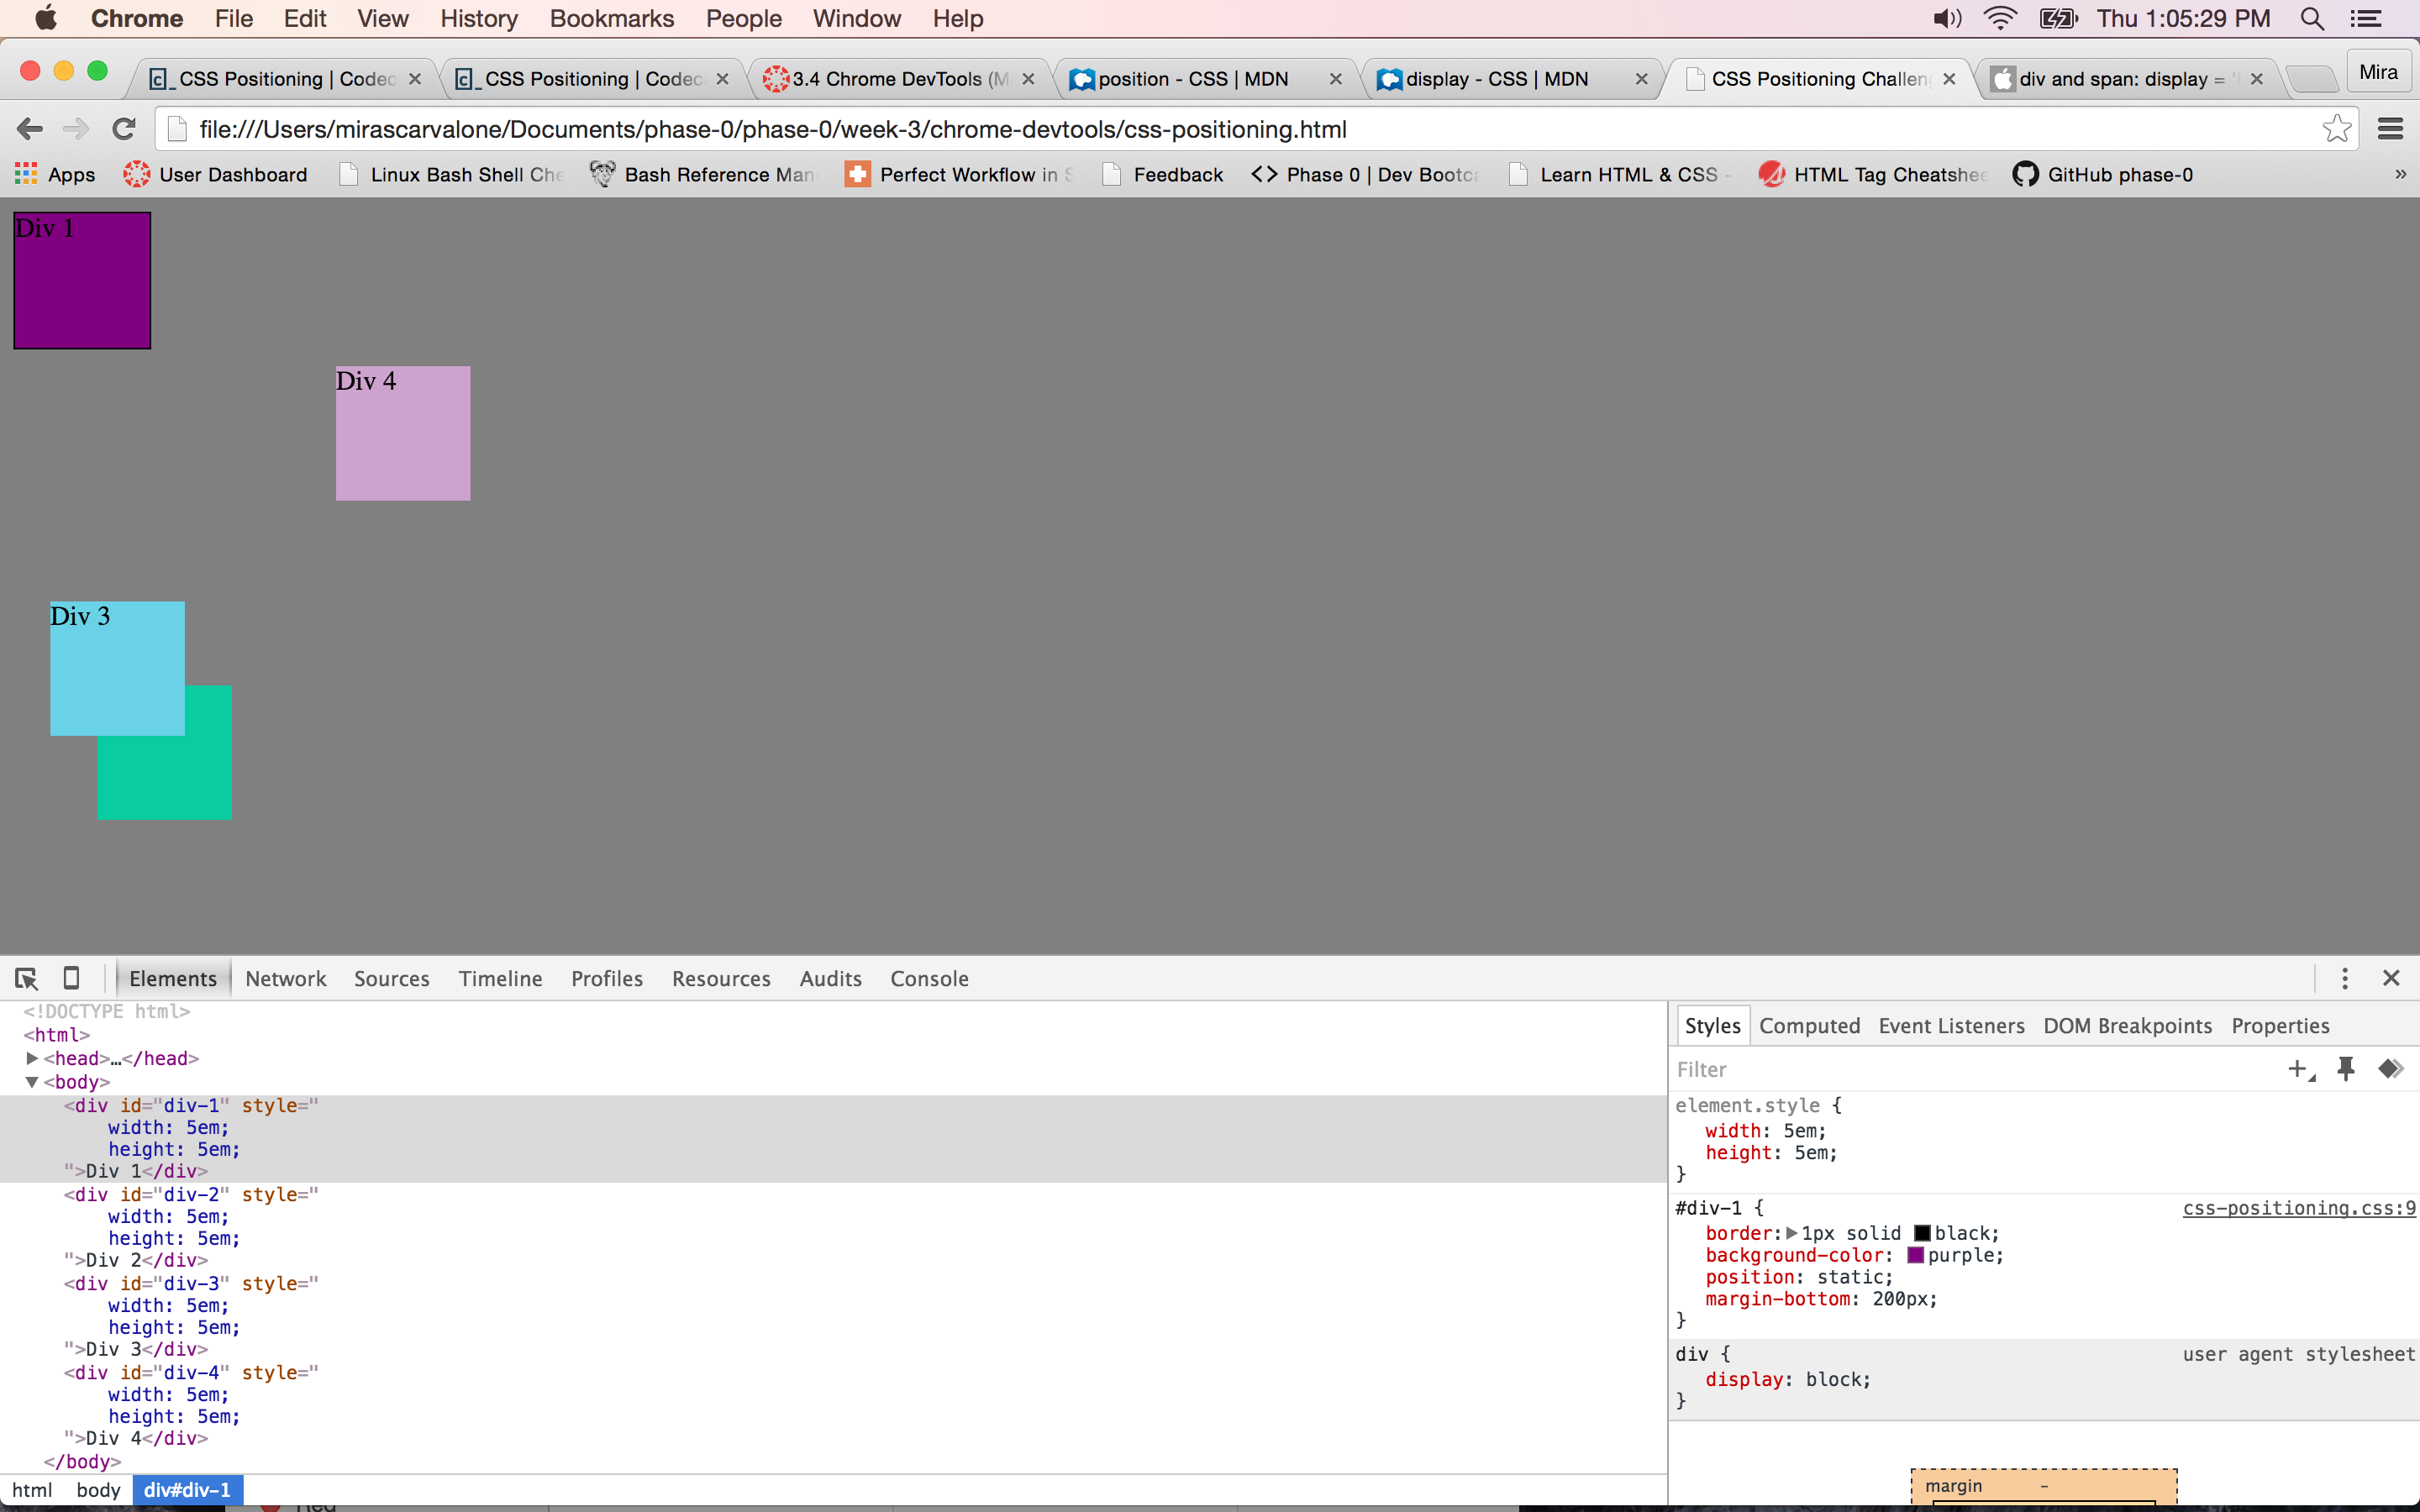 Chrome File Edit View History Bookmarks People Window Help Thu 1:05:29 PM
CSS Positioning | Codec CSS Positioning | Codec 3.4 Chrome DevTools (M position - CSS | MDN display - CSS | MDN CSS Positioning Challen div and span: display = ' Mira
file:///Users/mirascarvalone/Documents/phase-0/phase-0/week-3/chrome-devtools/css-positioning.html
Apps User Dashboard Linux Bash Shell Che Bash Reference Man Perfect Workflow in S Feedback <> Phase 0 | Dev Bootca Learn HTML & CSS - HTML Tag Cheatshee GitHub phase-0 »
Div 1
Div 4
Div 3
Elements Network Sources Timeline Profiles Resources Audits Console
<!DOCTYPE html>
<html>
<head>…</head>
<body>
<div id="div-1" style="
width: 5em;
height: 5em;
">Div 1</div>
<div id="div-2" style="
width: 5em;
height: 5em;
">Div 2</div>
<div id="div-3" style="
width: 5em;
height: 5em;
">Div 3</div>
<div id="div-4" style="
width: 5em;
height: 5em;
">Div 4</div>
</body>
html body div#div-1
Styles Computed Event Listeners DOM Breakpoints Properties
Filter
element.style {
width: 5em;
height: 5em;
}
#div-1 { css-positioning.css:9
border: 1px solid black;
background-color: purple;
position: static;
margin-bottom: 200px;
}
div { user agent stylesheet
display: block;
}
margin -